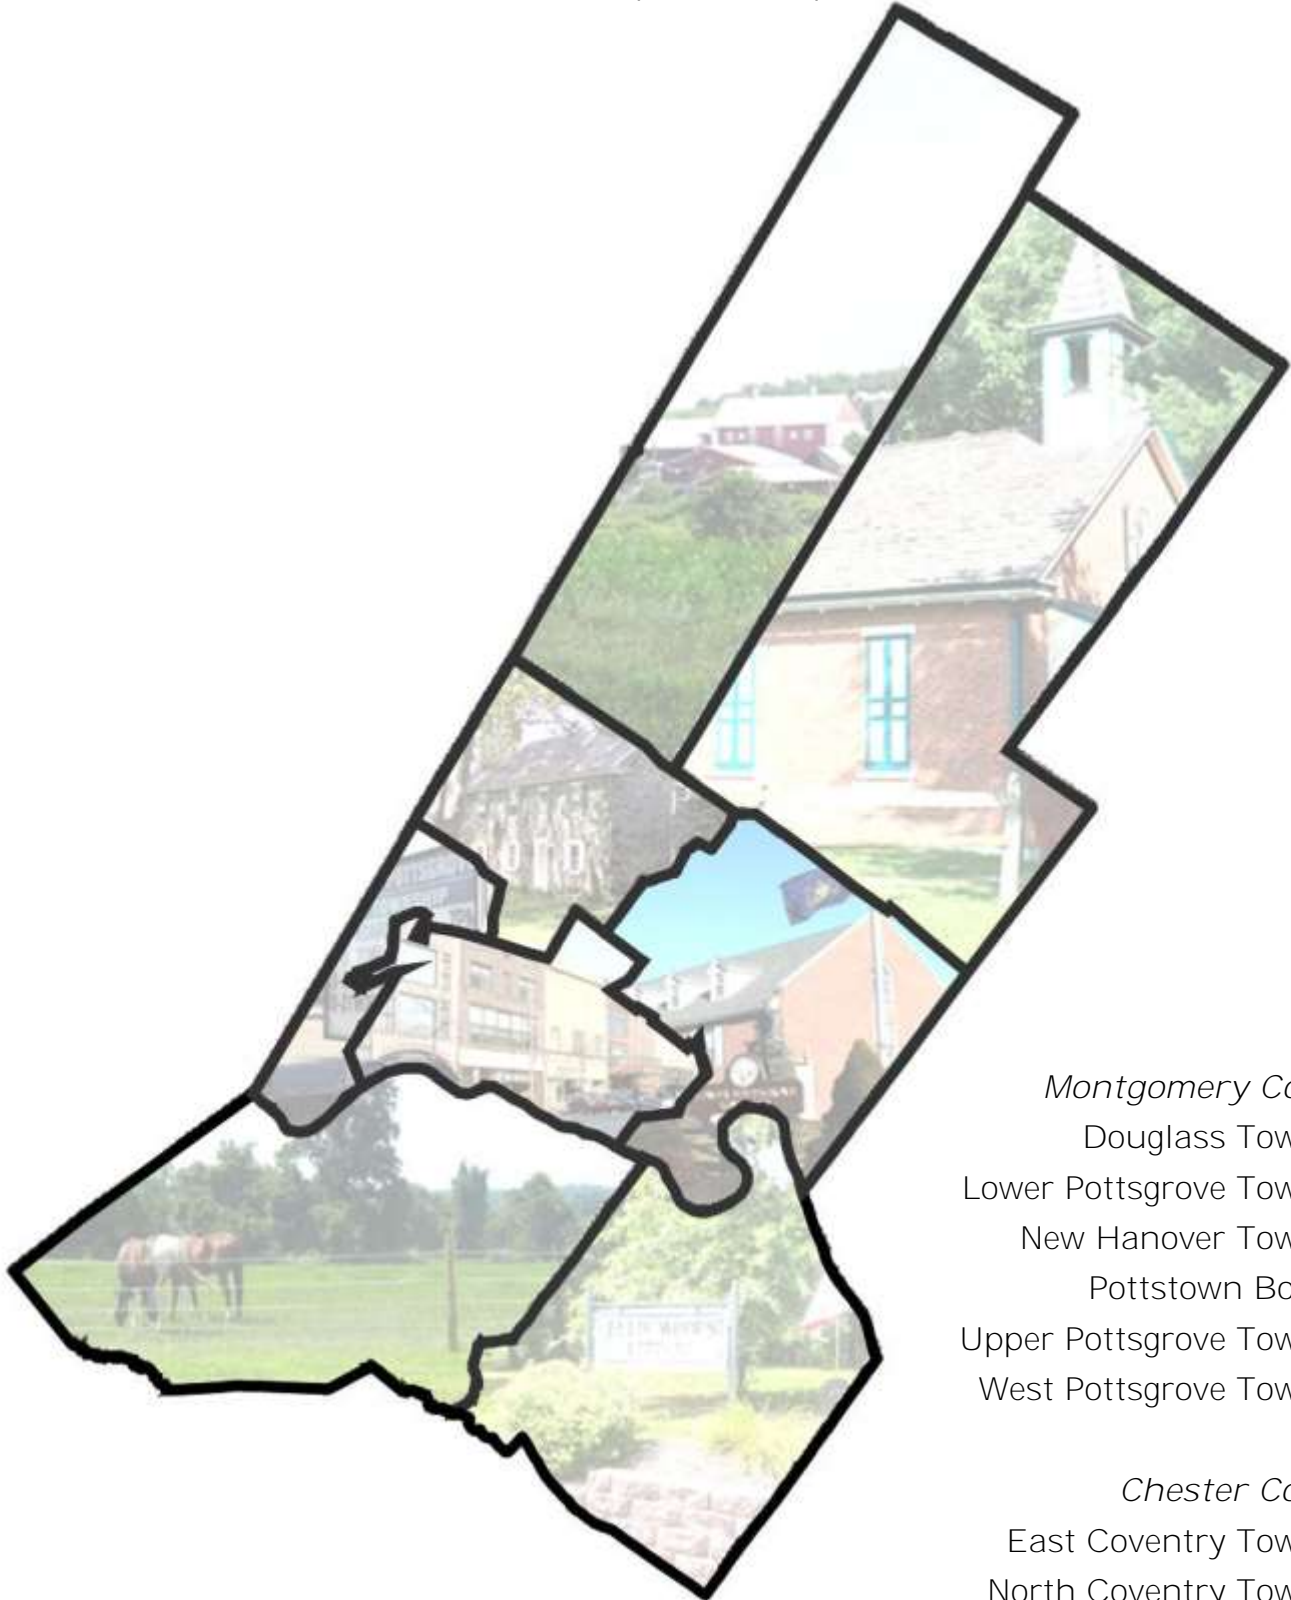 Montgomery Co
Douglass Tow
Lower Pottsgrove Tow
New Hanover Tow
Pottstown Bo
Upper Pottsgrove Tow
West Pottsgrove Tow
Chester Co
East Coventry Tow
North Coventry Tow